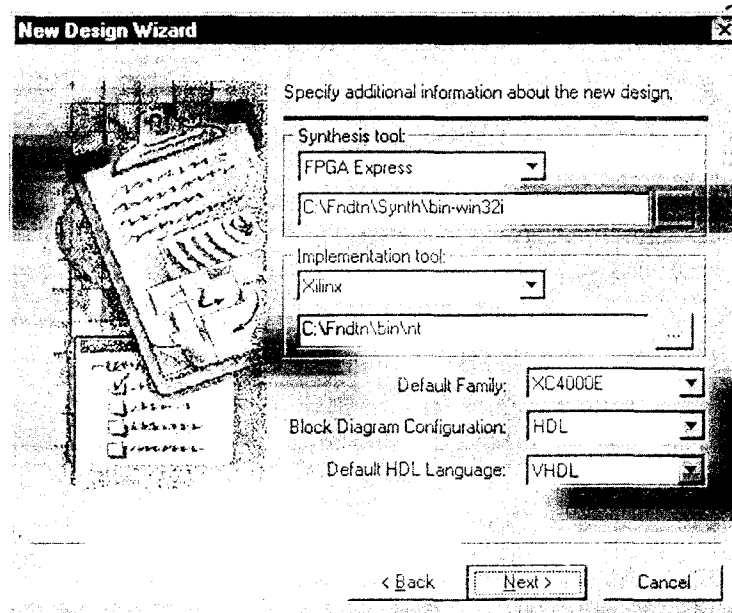 New Design Wizard
Specify additional information about the new design.
Synthesis tool:
FPGA Express
C:\Fndtn\Synth\bin-win32i
Implementation tool:
Xilinx
C:\Fndtn\bin\nt
...
Default Family: XC4000E
Block Diagram Configuration: HDL
Default HDL Language: VHDL
< Back Next > Cancel